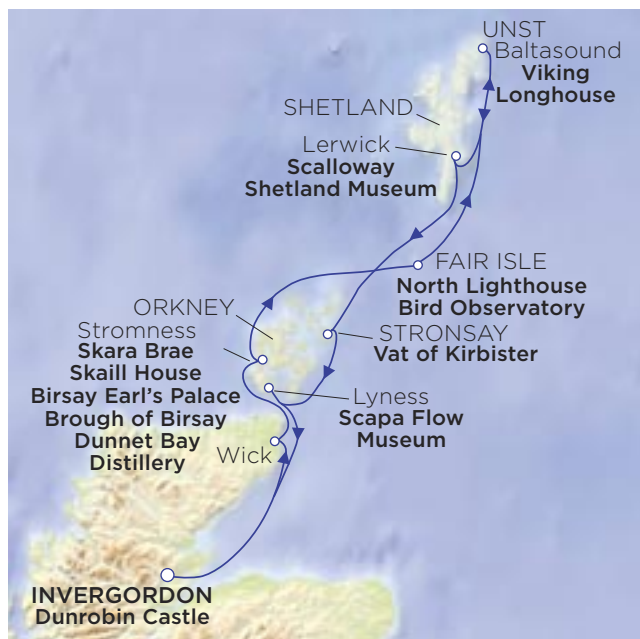 UNST
Baltasound
Viking
Longhouse
SHETLAND
Lerwick
Scalloway
Shetland Museum
FAIR ISLE
North Lighthouse
Bird Observatory
ORKNEY
Stromness
Skara Brae
Skaill House
Birsay Earl's Palace
Brough of Birsay
Dunnet Bay
Distillery
STRONSAY
Vat of Kirbister
Lyness
Scapa Flow
Museum
Wick
INVERGORDON
Dunrobin Castle